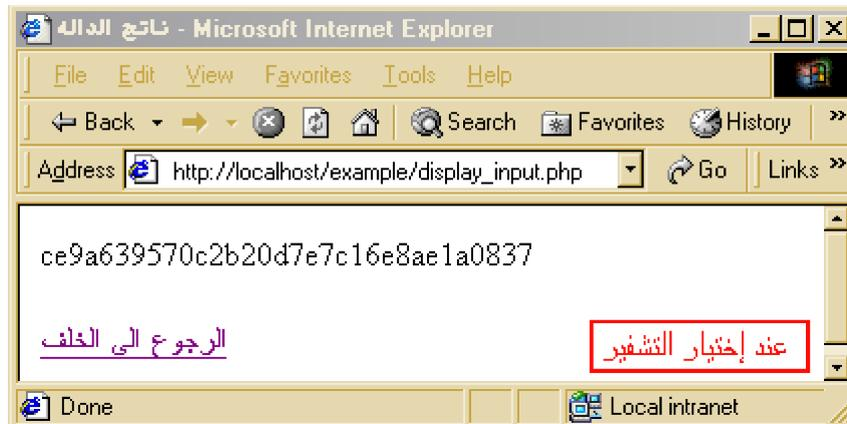 ناتج الداله - Microsoft Internet Explorer
File Edit View Favorites Tools Help
Back Search Favorites History »
Address http://localhost/example/display_input.php Go Links »
ce9a639570c2b20d7e7c16e8ae1a0837
الرجوع الى الخلف
عند إختيار التشفير
Done Local intranet